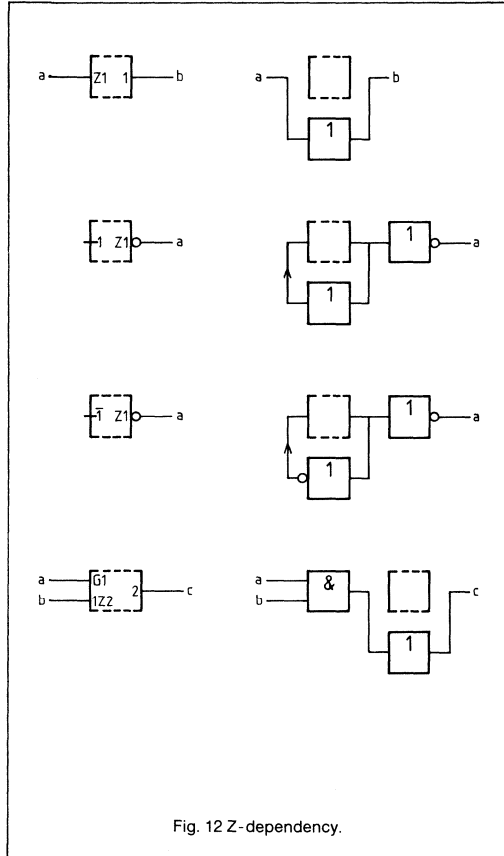 a Z1 1 b a b
1
1 Z1 a 1 a
1
1̅ Z1 a 1 a
1
a G1 2 c a & c
b 1Z2 b
1
Fig. 12 Z-dependency.